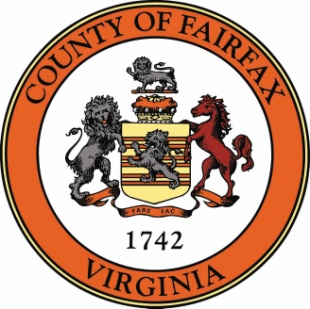 COUNTY OF FAIRFAX
FARE FAC
1742
VIRGINIA